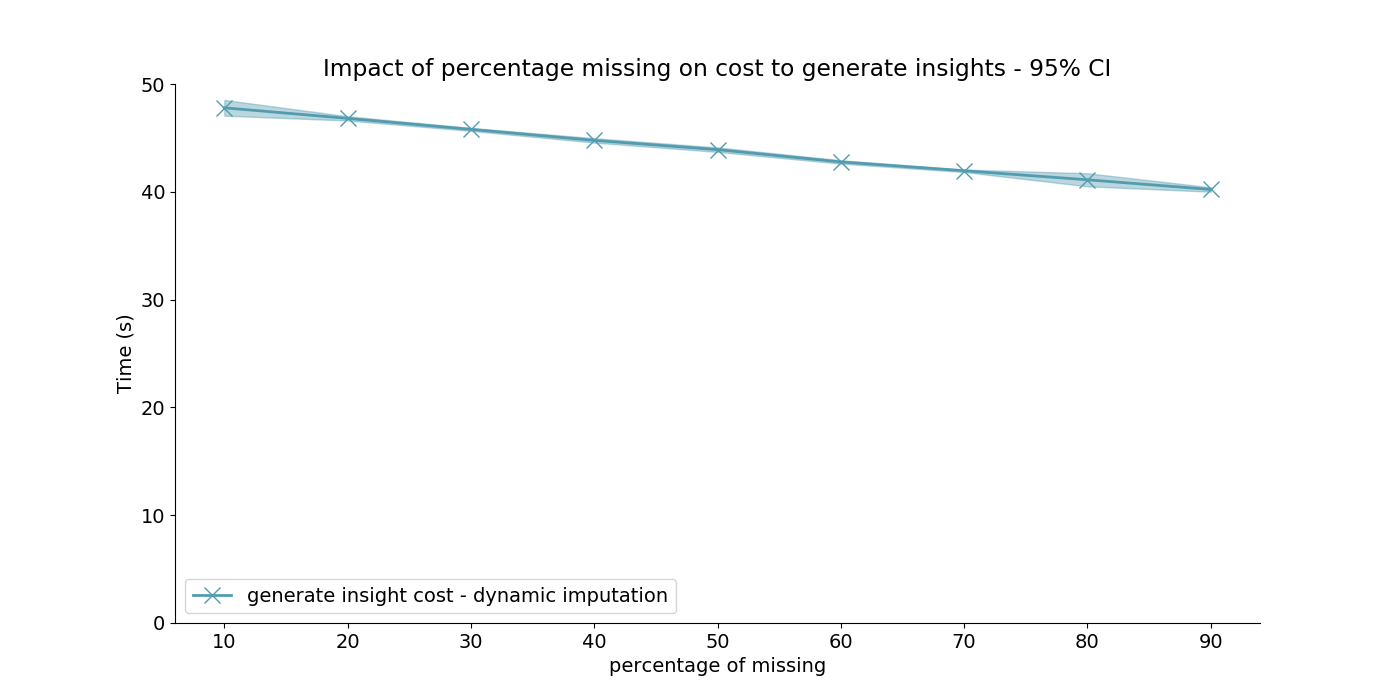 Impact of percentage missing on cost to generate insights - 95% CI
50
40
30
20
10
0
Time (s)
generate insight cost - dynamic imputation
10 20 30 40 50 60 70 80 90
percentage of missing